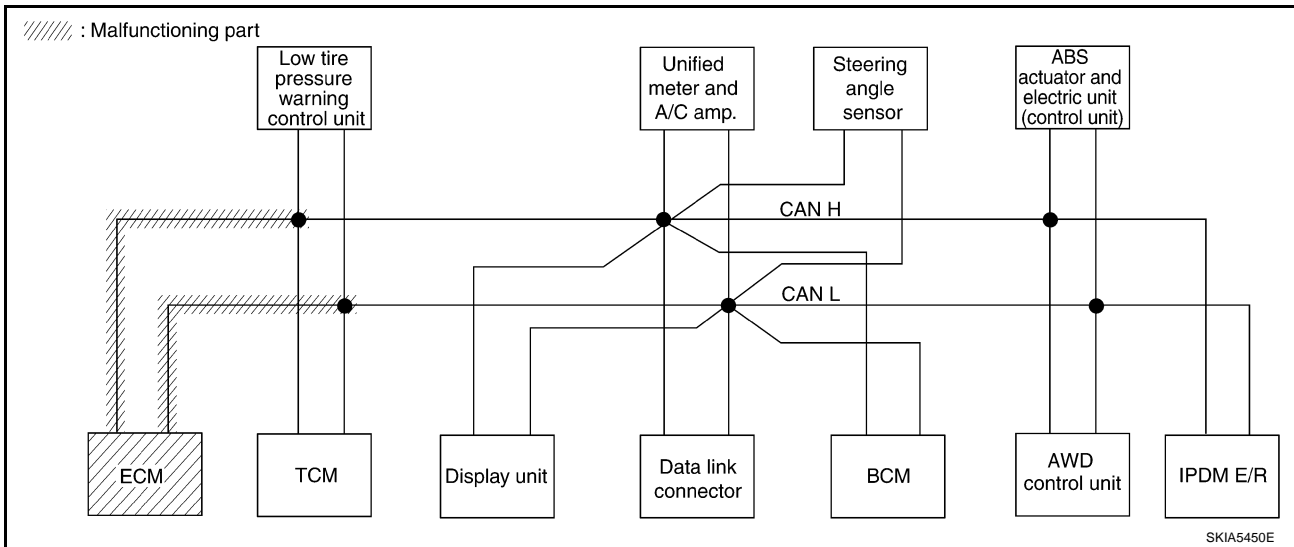 : Malfunctioning part
Low tire
pressure
warning
control unit
Unified
meter and
A/C amp.
Steering
angle
sensor
ABS
actuator and
electric unit
(control unit)
CAN H
CAN L
ECM
TCM
Display unit
Data link
connector
BCM
AWD
control unit
IPDM E/R
SKIA5450E